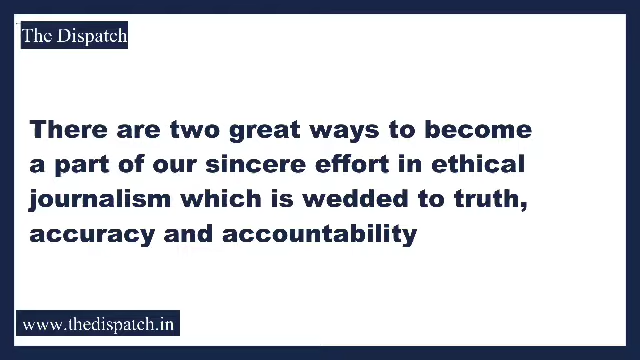 The Dispatch
There are two great ways to become
a part of our sincere effort in ethical
journalism which is wedded to truth,
accuracy and accountability
www.thedispatch.in